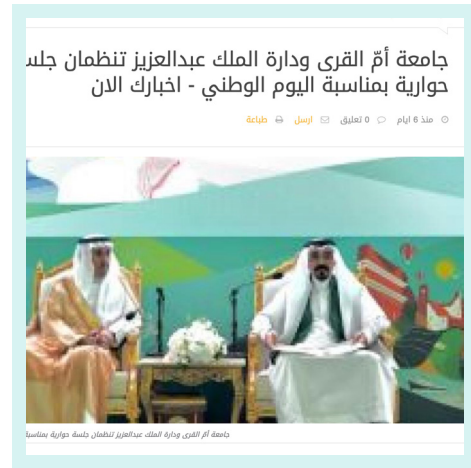 جامعة أمّ القرى ودارة الملك عبدالعزيز تنظمان جلس
حوارية بمناسبة اليوم الوطني - اخبارك الان
منذ 6 ايام 0 تعليق ارسل طباعة
جامعة أم القرى ودارة الملك عبدالعزيز تنظمان جلسة حوارية بمناسبة